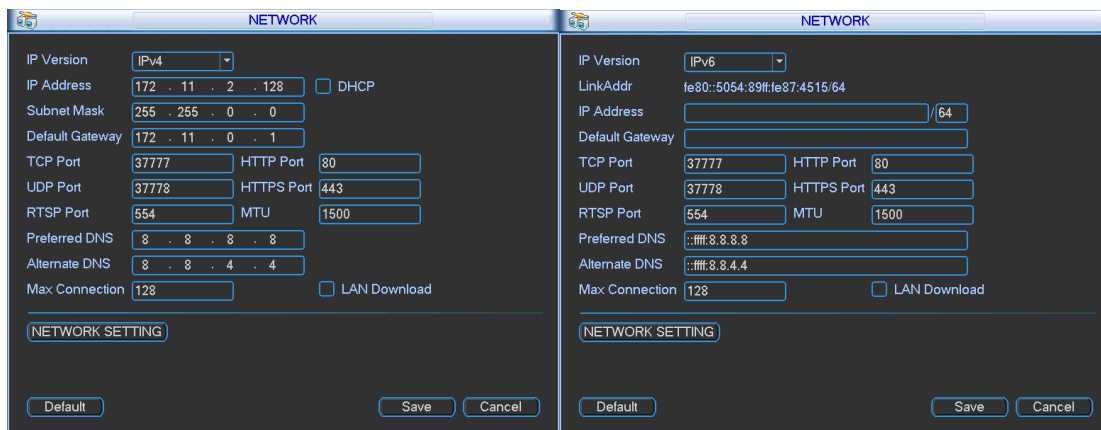 NETWORK
IP Version IPv4
IP Address 172 . 11 . 2 . 128 DHCP
Subnet Mask 255 . 255 . 0 . 0
Default Gateway 172 . 11 . 0 . 1
TCP Port 37777 HTTP Port 80
UDP Port 37778 HTTPS Port 443
RTSP Port 554 MTU 1500
Preferred DNS 8 . 8 . 8 . 8
Alternate DNS 8 . 8 . 4 . 4
Max Connection 128 LAN Download
NETWORK SETTING
Default Save Cancel
NETWORK
IP Version IPv6
LinkAddr fe80::5054:89ff:fe87:4515/64
IP Address / 64
Default Gateway
TCP Port 37777 HTTP Port 80
UDP Port 37778 HTTPS Port 443
RTSP Port 554 MTU 1500
Preferred DNS ::ffff:8.8.8.8
Alternate DNS ::ffff:8.8.4.4
Max Connection 128 LAN Download
NETWORK SETTING
Default Save Cancel